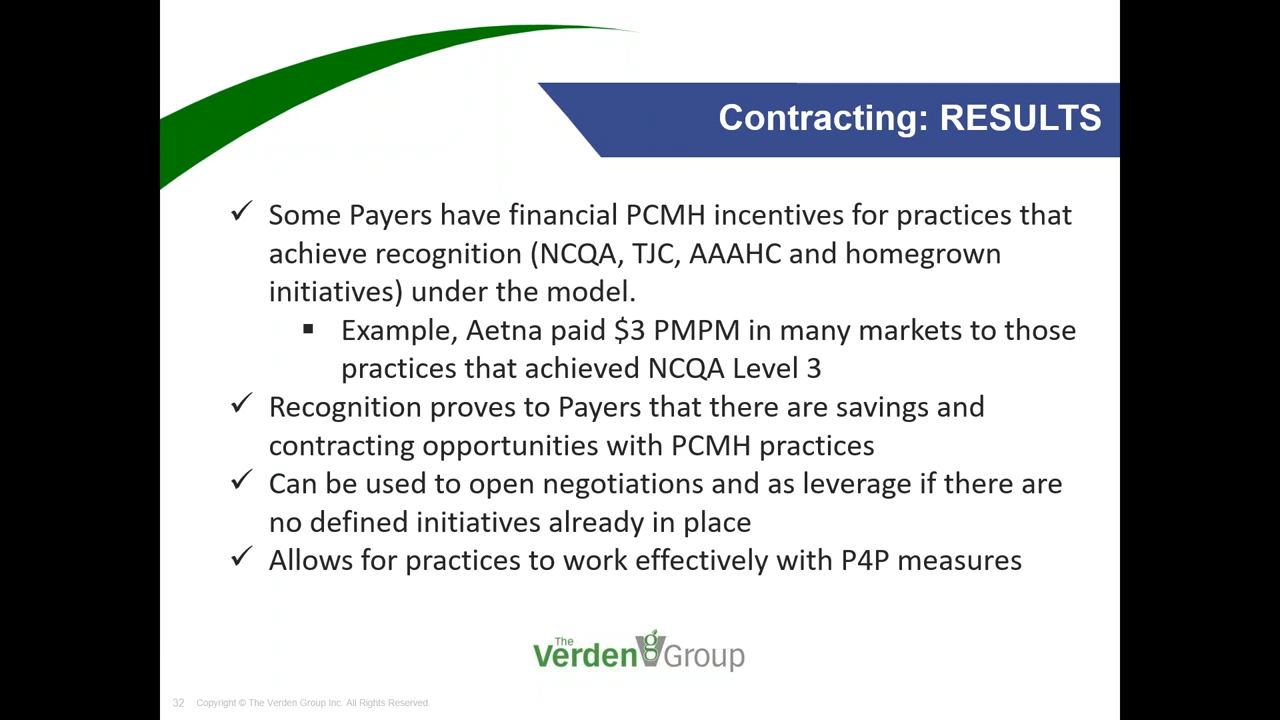 Contracting: RESULTS
✓ Some Payers have financial PCMH incentives for practices that
achieve recognition (NCQA, TJC, AAAHC and homegrown
initiatives) under the model.
▪ Example, Aetna paid $3 PMPM in many markets to those
practices that achieved NCQA Level 3
✓ Recognition proves to Payers that there are savings and
contracting opportunities with PCMH practices
✓ Can be used to open negotiations and as leverage if there are
no defined initiatives already in place
✓ Allows for practices to work effectively with P4P measures
The
Verden Group
32 Copyright © The Verden Group Inc. All Rights Reserved.